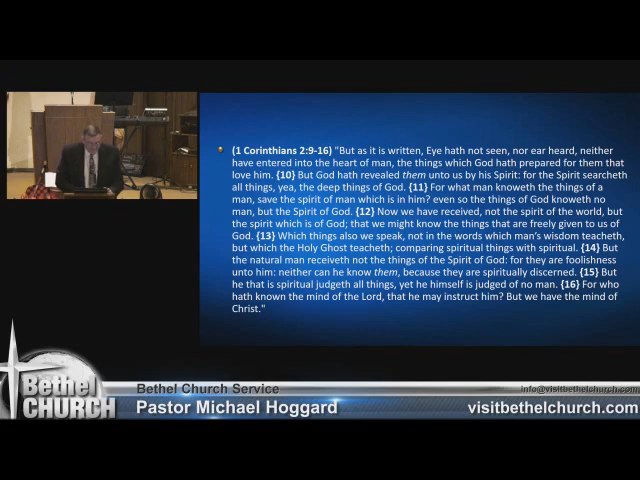 (1 Corinthians 2:9-16) "But as it is written, Eye hath not seen, nor ear heard, neither
have entered into the heart of man, the things which God hath prepared for them that
love him. {10} But God hath revealed them unto us by his Spirit: for the Spirit searcheth
all things, yea, the deep things of God. {11} For what man knoweth the things of a
man, save the spirit of man which is in him? even so the things of God knoweth no
man, but the Spirit of God. {12} Now we have received, not the spirit of the world, but
the spirit which is of God; that we might know the things that are freely given to us of
God. {13} Which things also we speak, not in the words which man's wisdom teacheth,
but which the Holy Ghost teacheth; comparing spiritual things with spiritual. {14} But
the natural man receiveth not the things of the Spirit of God: for they are foolishness
unto him: neither can he know them, because they are spiritually discerned. {15} But
he that is spiritual judgeth all things, yet he himself is judged of no man. {16} For who
hath known the mind of the Lord, that he may instruct him? But we have the mind of
Christ."
Bethel
CHURCH
Bethel Church Service
info@visitbethelchurch.com
Pastor Michael Hoggard
visitbethelchurch.com